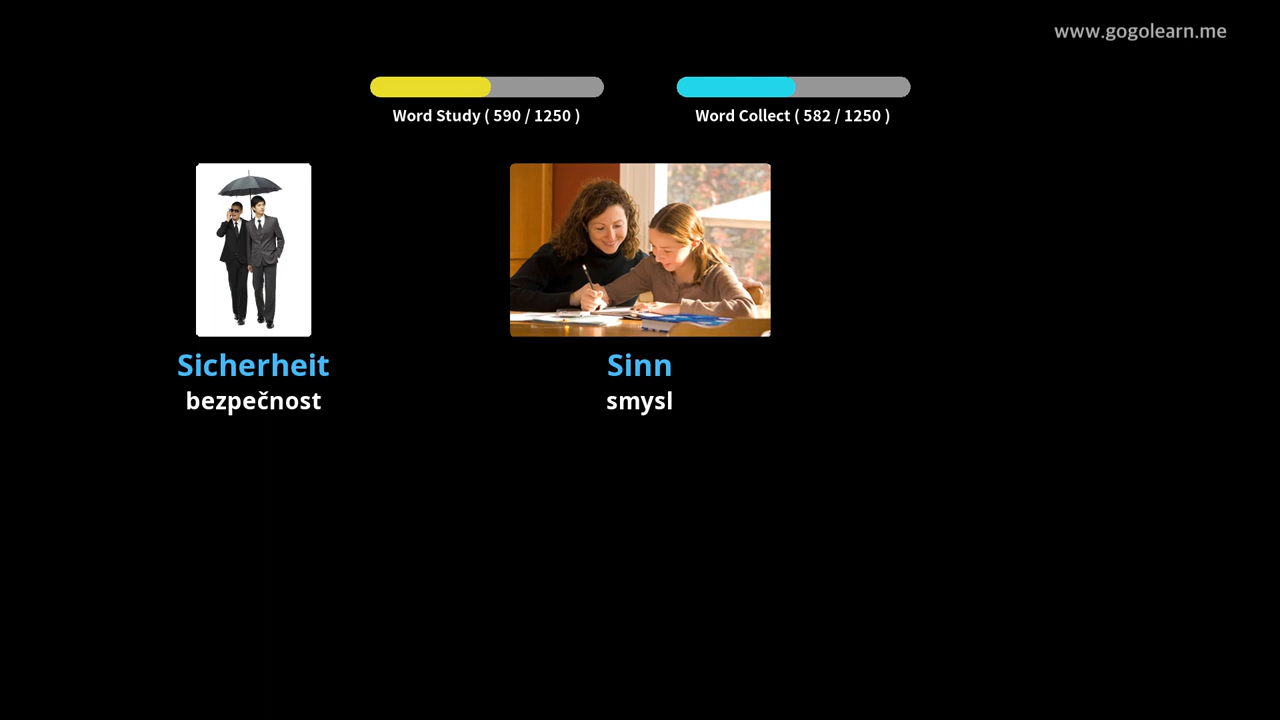 www.gogolearn.me
Word Study ( 590 / 1250 )
Word Collect ( 582 / 1250 )
Sicherheit
bezpečnost
Sinn
smysl